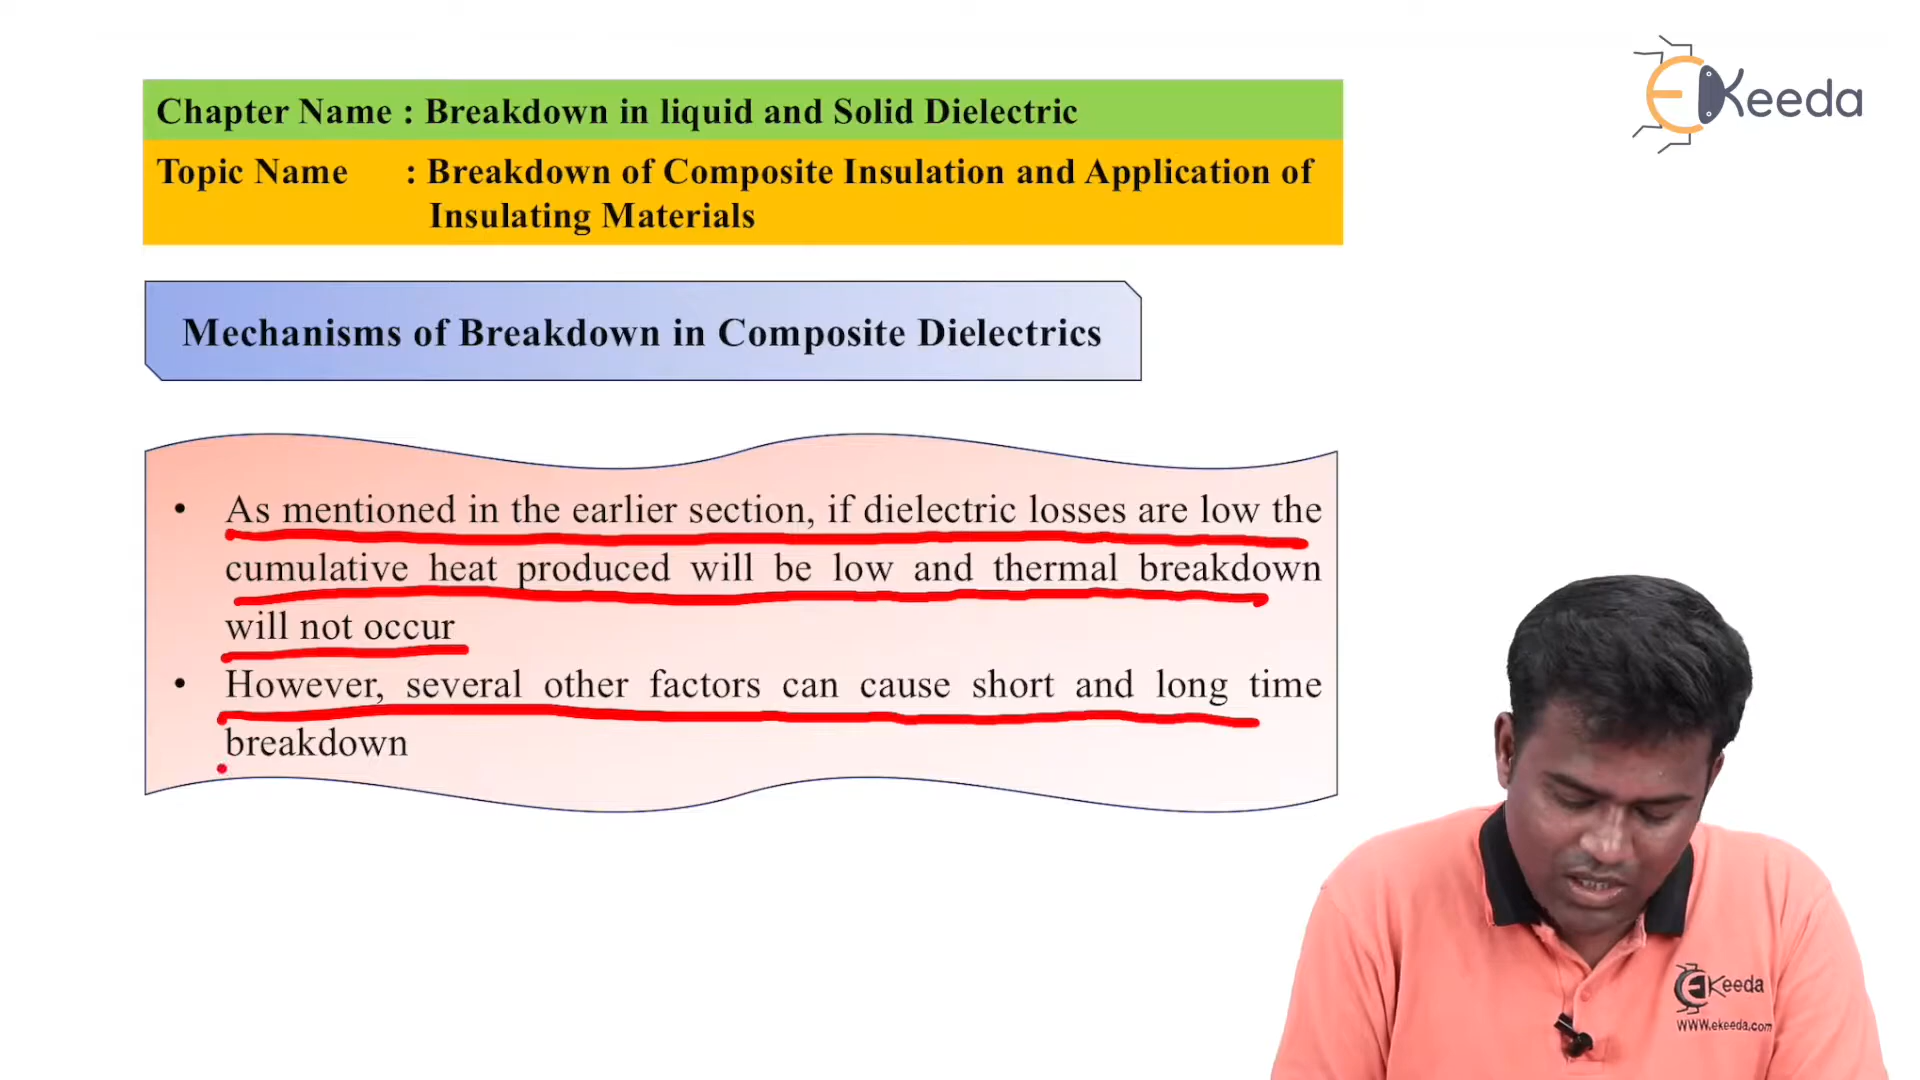 Keeda
Chapter Name : Breakdown in liquid and Solid Dielectric
Topic Name : Breakdown of Composite Insulation and Application of
Insulating Materials
Mechanisms of Breakdown in Composite Dielectrics
• As mentioned in the earlier section, if dielectric losses are low the
cumulative heat produced will be low and thermal breakdown
will not occur
• However, several other factors can cause short and long time
breakdown
Keeda
www.ekeeda.com